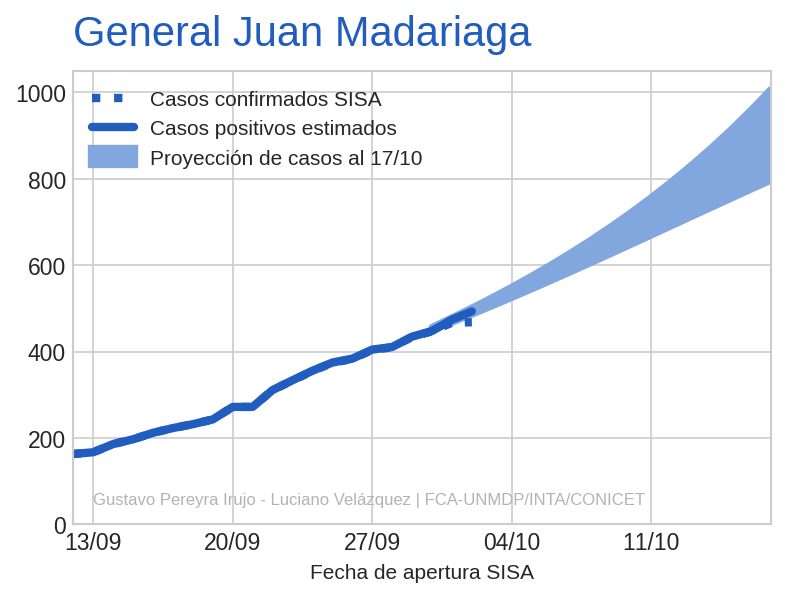 General Juan Madariaga
1000
800
600
400
200
0
Casos confirmados SISA
Casos positivos estimados
Proyección de casos al 17/10
Gustavo Pereyra Irujo - Luciano Velázquez | FCA-UNMDP/INTA/CONICET
13/09 20/09 27/09 04/10 11/10
Fecha de apertura SISA